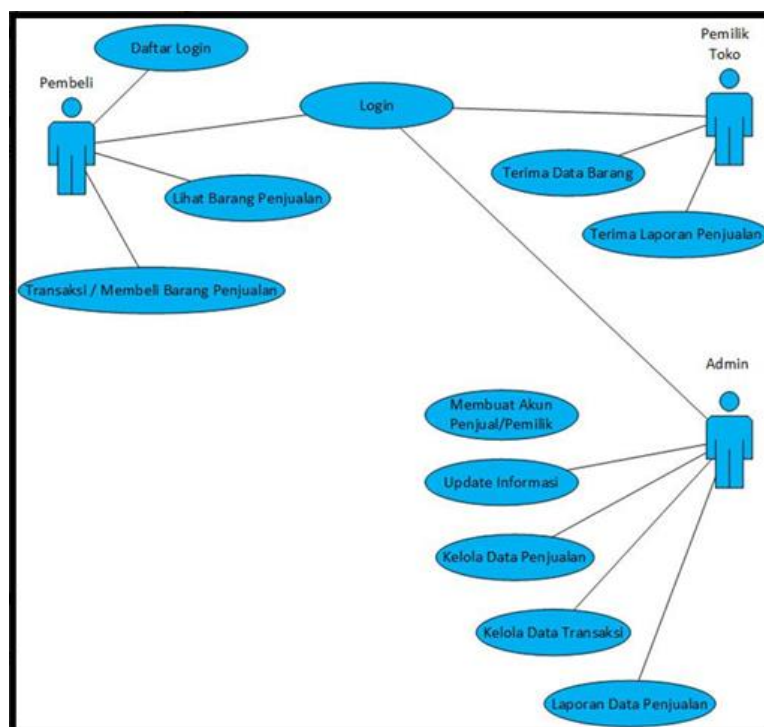 Daftar Login
Pemilik
Toko
Pembeli
Login
Terima Data Barang
Lihat Barang Penjualan
Terima Laporan Penjualan
Transaksi / Membeli Barang Penjualan
Admin
Membuat Akun
Penjual/Pemilik
Update Informasi
Kelola Data Penjualan
Kelola Data Transaksi
Laporan Data Penjualan